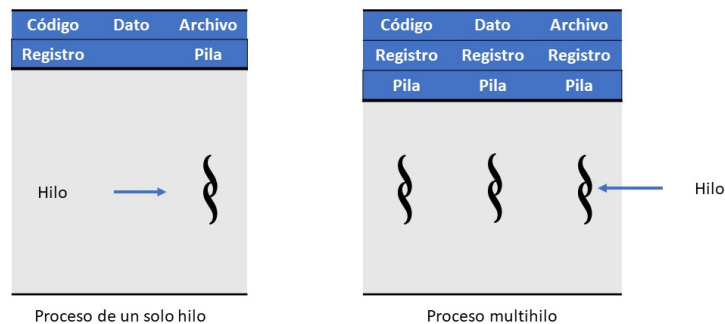 Código Dato Archivo
Registro Pila
Hilo
Proceso de un solo hilo
Código Dato Archivo
Registro Registro Registro
Pila Pila Pila
Hilo
Proceso multihilo